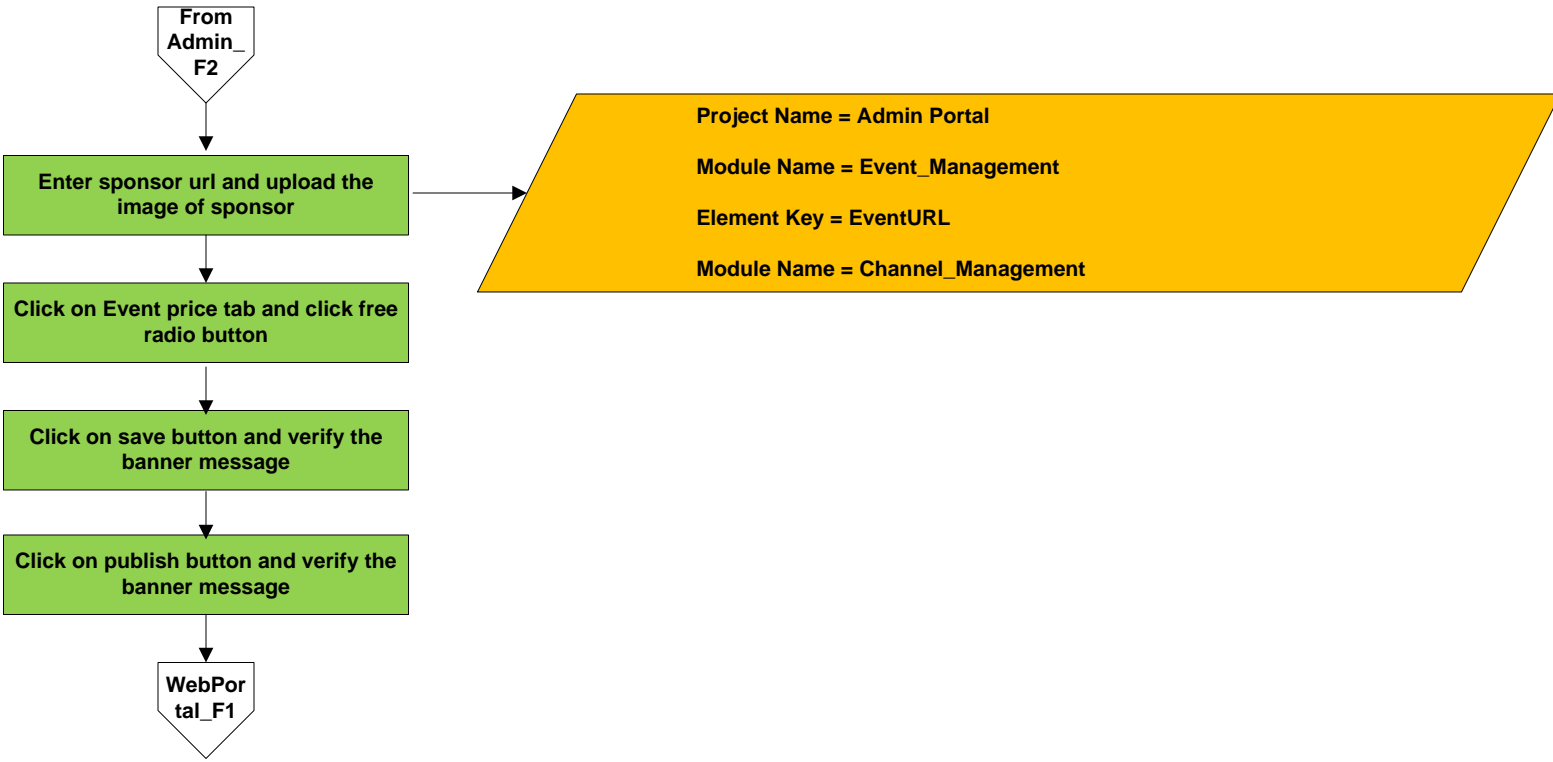 From
Admin_
F2
Enter sponsor url and upload the
image of sponsor
Project Name = Admin Portal
Module Name = Event_Management
Element Key = EventURL
Module Name = Channel_Management
Click on Event price tab and click free
radio button
Click on save button and verify the
banner message
Click on publish button and verify the
banner message
WebPor
tal_F1